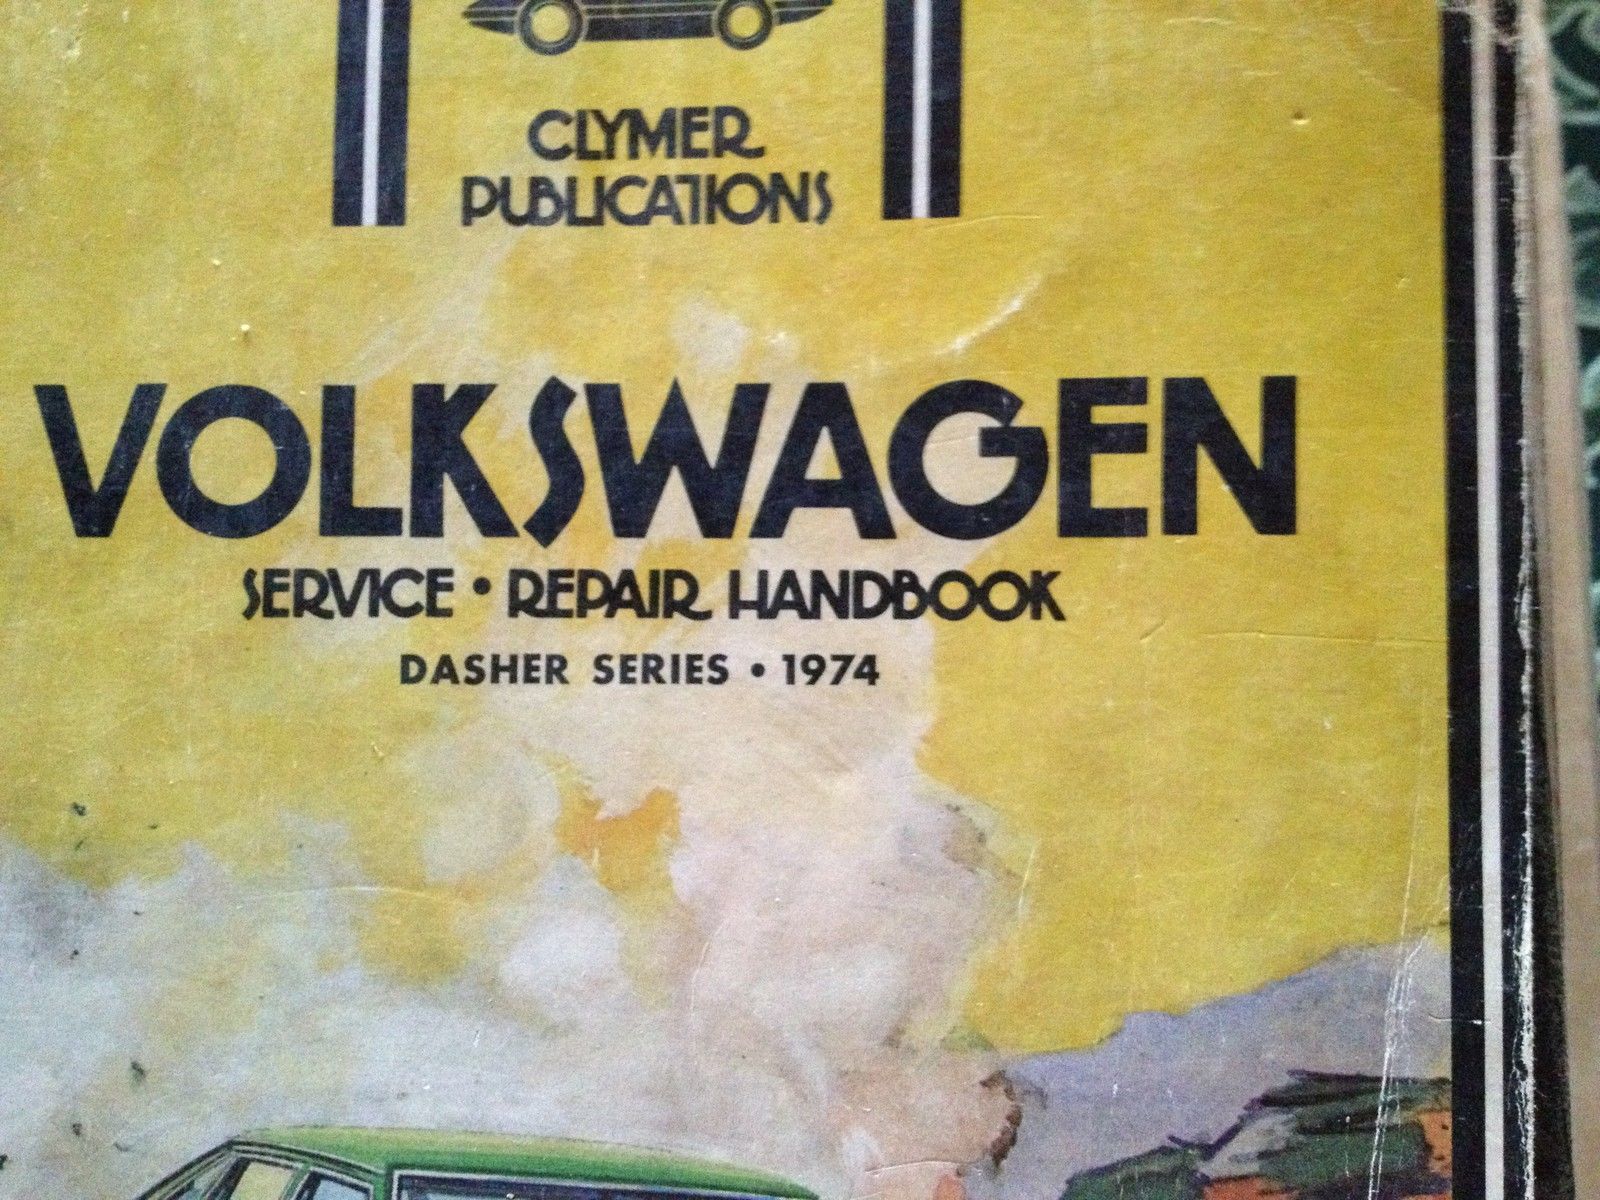 CLYMER
PUBLICATIONS
VOLKSWAGEN
SERVICE • REPAIR HANDBOOK
DASHER SERIES • 1974